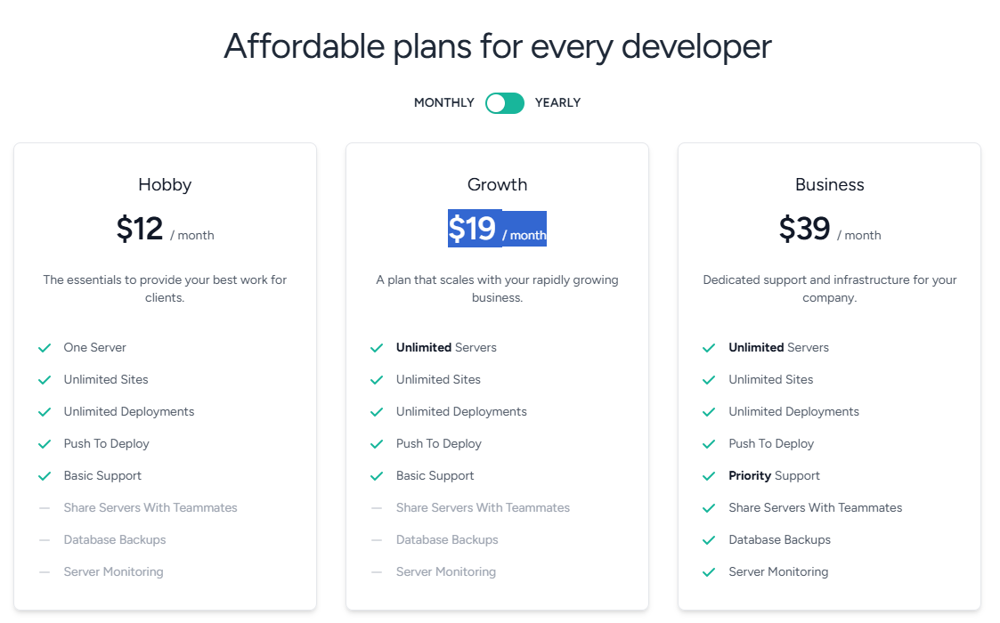 Affordable plans for every developer
MONTHLY YEARLY
Hobby
$12 / month
The essentials to provide your best work for
clients.
One Server
Unlimited Sites
Unlimited Deployments
Push To Deploy
Basic Support
Share Servers With Teammates
Database Backups
Server Monitoring
Growth
$19 / month
A plan that scales with your rapidly growing
business.
Unlimited Servers
Unlimited Sites
Unlimited Deployments
Push To Deploy
Basic Support
Share Servers With Teammates
Database Backups
Server Monitoring
Business
$39 / month
Dedicated support and infrastructure for your
company.
Unlimited Servers
Unlimited Sites
Unlimited Deployments
Push To Deploy
Priority Support
Share Servers With Teammates
Database Backups
Server Monitoring